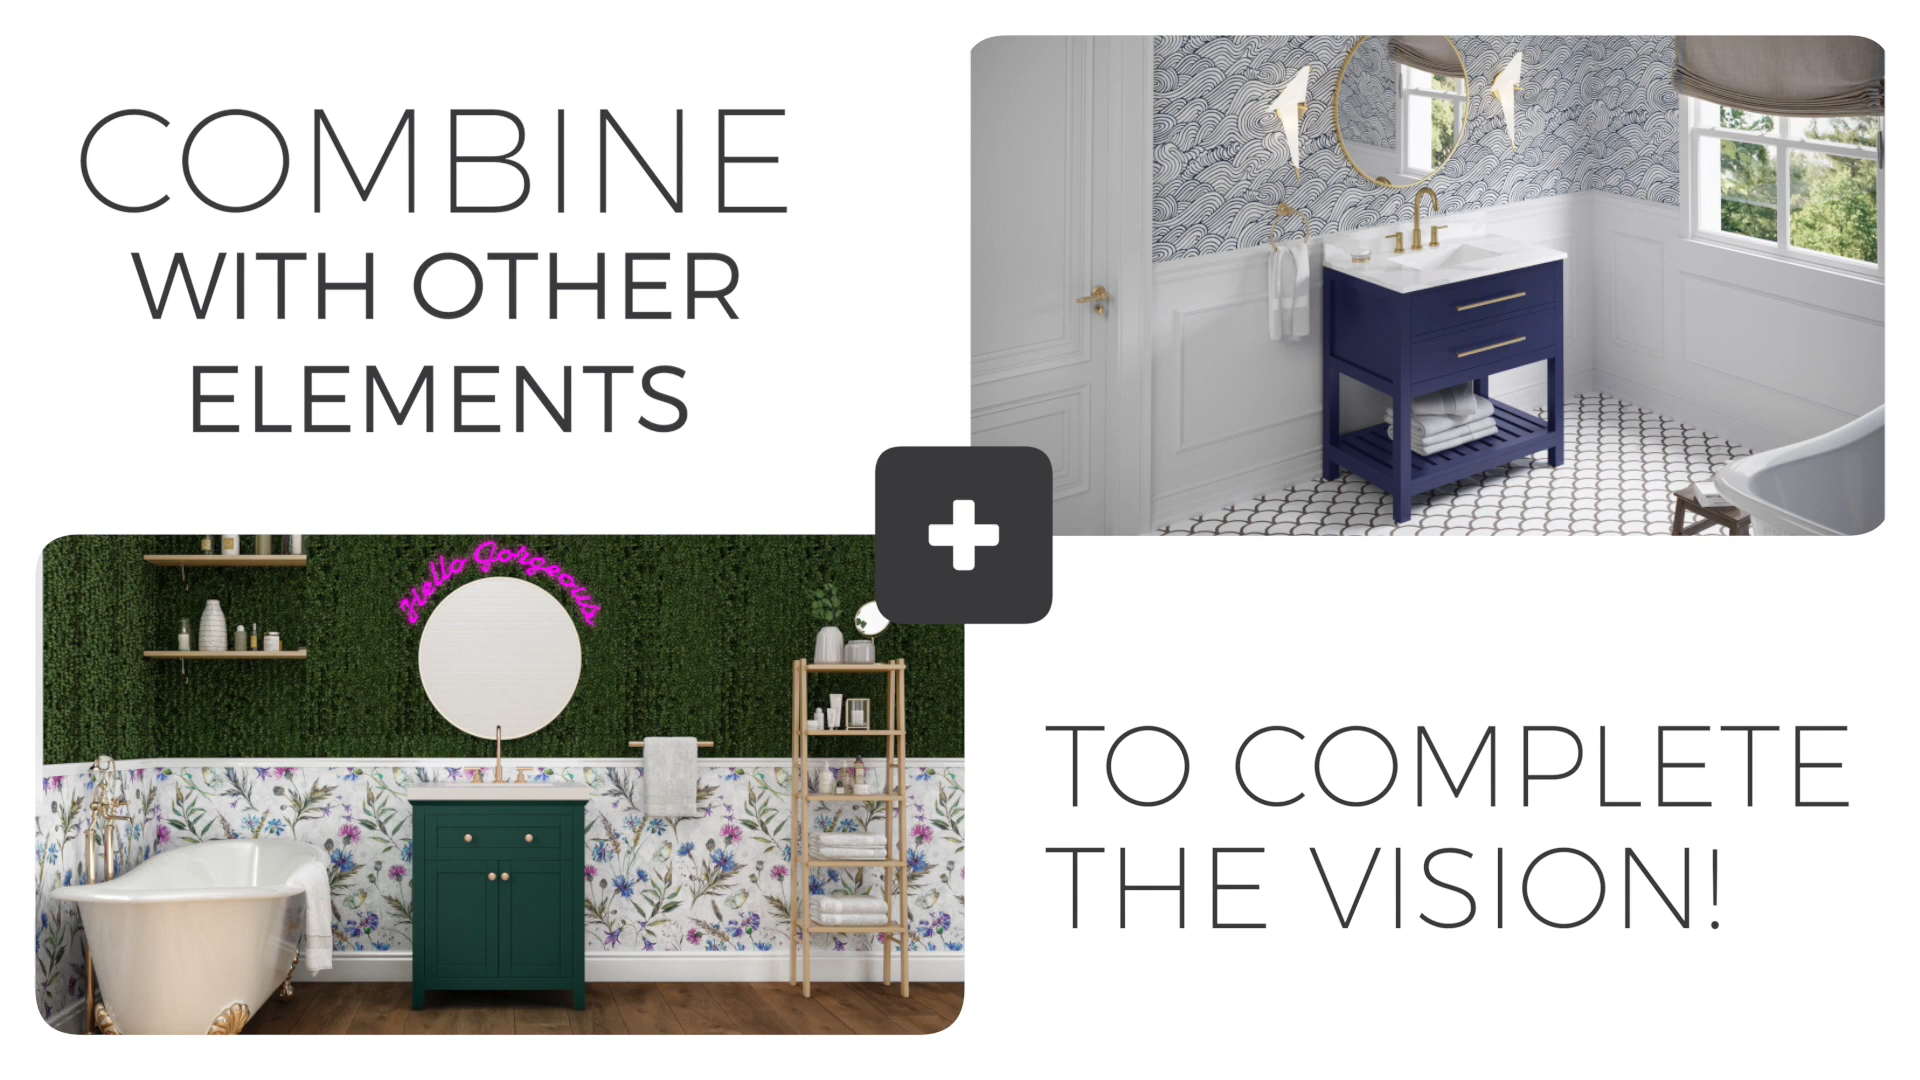 COMBINE
WITH OTHER
ELEMENTS
Hello Gorgeous
TO COMPLETE
THE VISION!